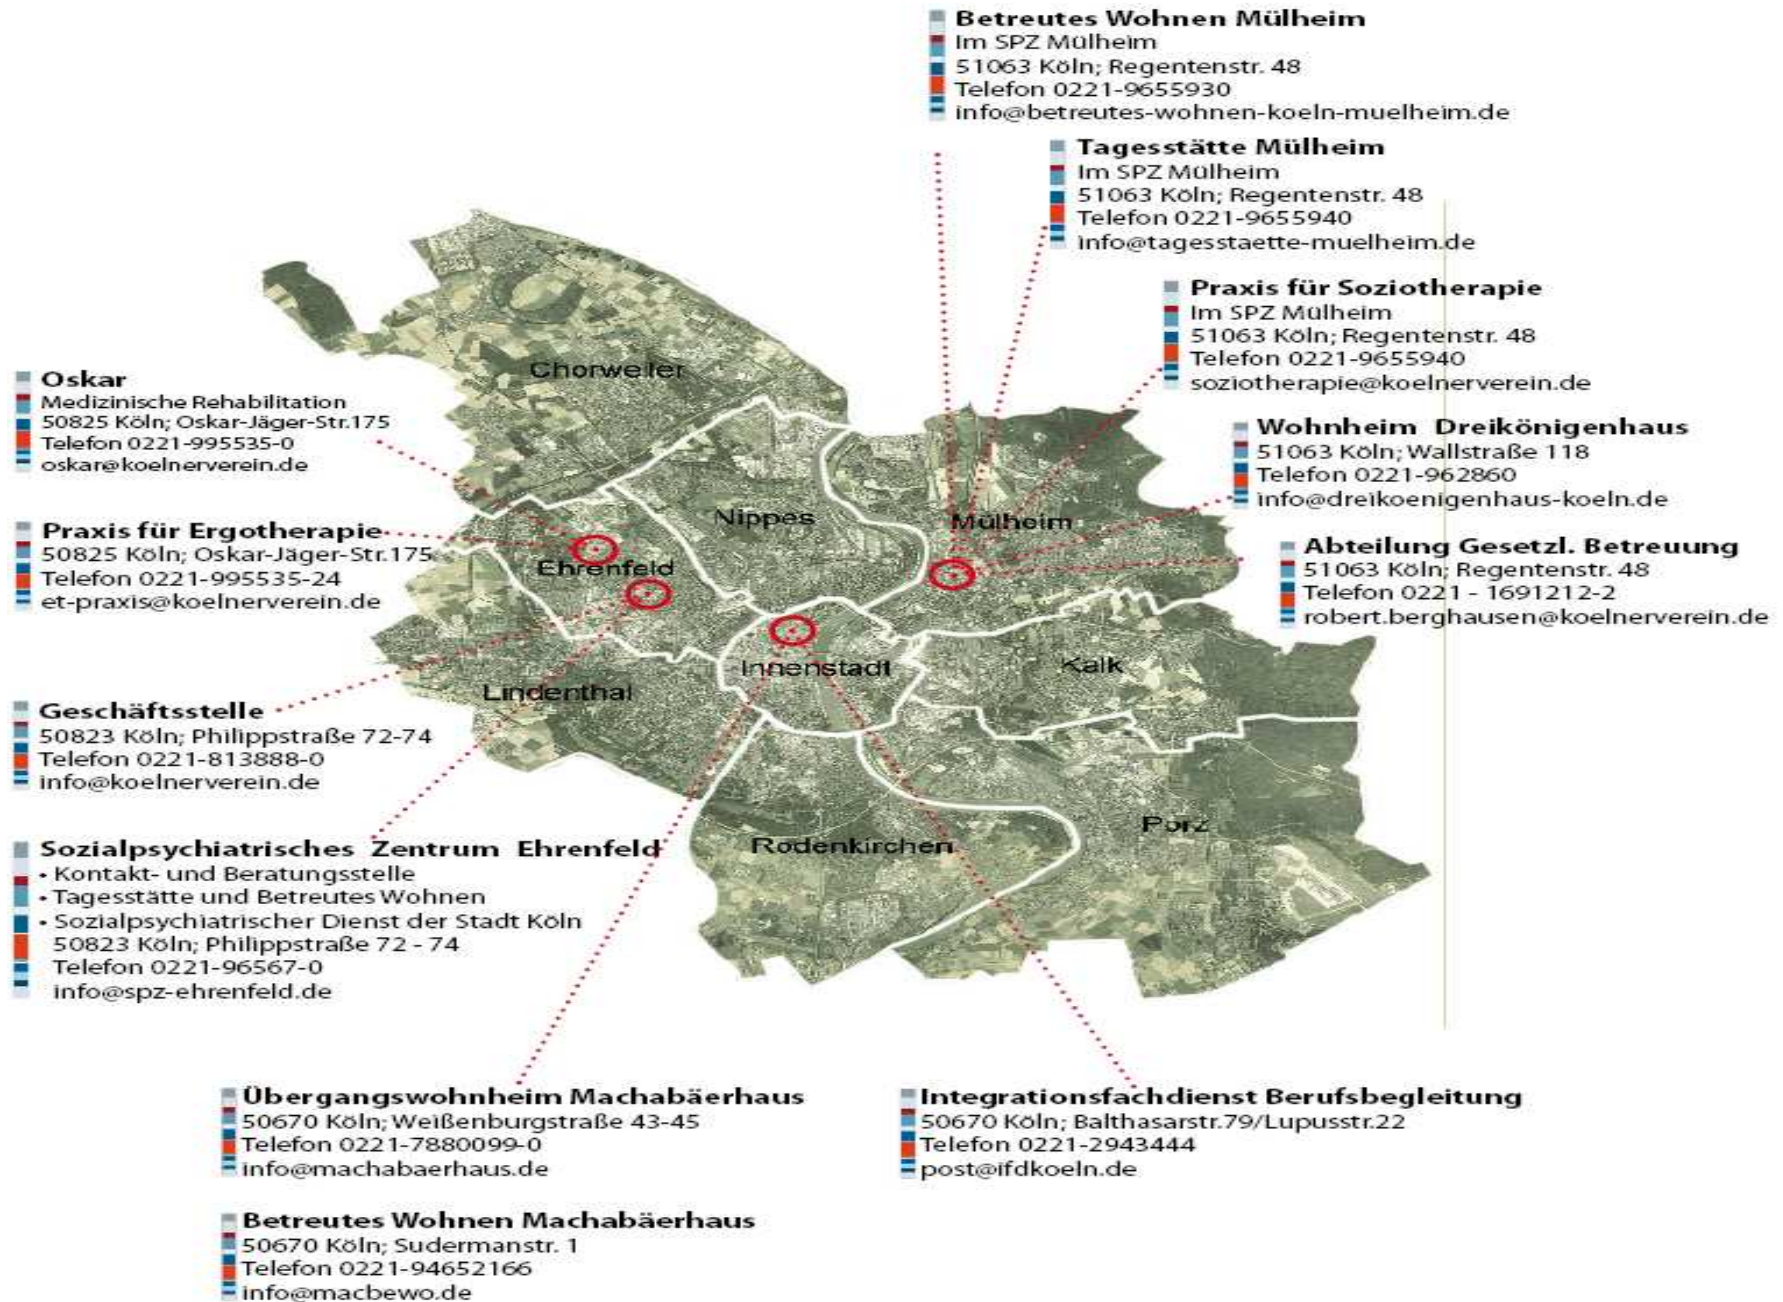 Betreutes Wohnen Mülheim
Im SPZ Mülheim
51063 Köln; Regentenstr. 48
Telefon 0221-9655930
info@betreutes-wohnen-koeln-muelheim.de
Tagesstätte Mülheim
Im SPZ Mülheim
51063 Köln; Regentenstr. 48
Telefon 0221-9655940
info@tagesstaette-muelheim.de
Praxis für Soziotherapie
Im SPZ Mülheim
51063 Köln; Regentenstr. 48
Telefon 0221-9655940
soziotherapie@koelnerverein.de
Wohnheim Dreikönigenhaus
51063 Köln; Wallstraße 118
Telefon 0221-962860
info@dreikoenigenhaus-koeln.de
Abteilung Gesetzl. Betreuung
51063 Köln; Regentenstr. 48
Telefon 0221 - 1691212-2
robert.berghausen@koelnerverein.de
Oskar
Medizinische Rehabilitation
50825 Köln; Oskar-Jäger-Str.175
Telefon 0221-995535-0
oskar@koelnerverein.de
Praxis für Ergotherapie
50825 Köln; Oskar-Jäger-Str.175
Telefon 0221-995535-24
et-praxis@koelnerverein.de
Geschäftsstelle
50823 Köln; Philippstraße 72-74
Telefon 0221-813888-0
info@koelnerverein.de
Sozialpsychiatrisches Zentrum Ehrenfeld
• Kontakt- und Beratungsstelle
• Tagesstätte und Betreutes Wohnen
• Sozialpsychiatrischer Dienst der Stadt Köln
50823 Köln; Philippstraße 72 - 74
Telefon 0221-96567-0
info@spz-ehrenfeld.de
Chorweiler
Nippes
Mülheim
Ehrenfeld
Innenstadt
Kalk
Lindenthal
Porz
Rodenkirchen
Übergangswohnheim Machabäerhaus
50670 Köln; Weißenburgstraße 43-45
Telefon 0221-7880099-0
info@machabaerhaus.de
Integrationsfachdienst Berufsbegleitung
50670 Köln; Balthasarstr.79/Lupusstr.22
Telefon 0221-2943444
post@ifdkoeln.de
Betreutes Wohnen Machabäerhaus
50670 Köln; Sudermanstr. 1
Telefon 0221-94652166
info@macbewo.de